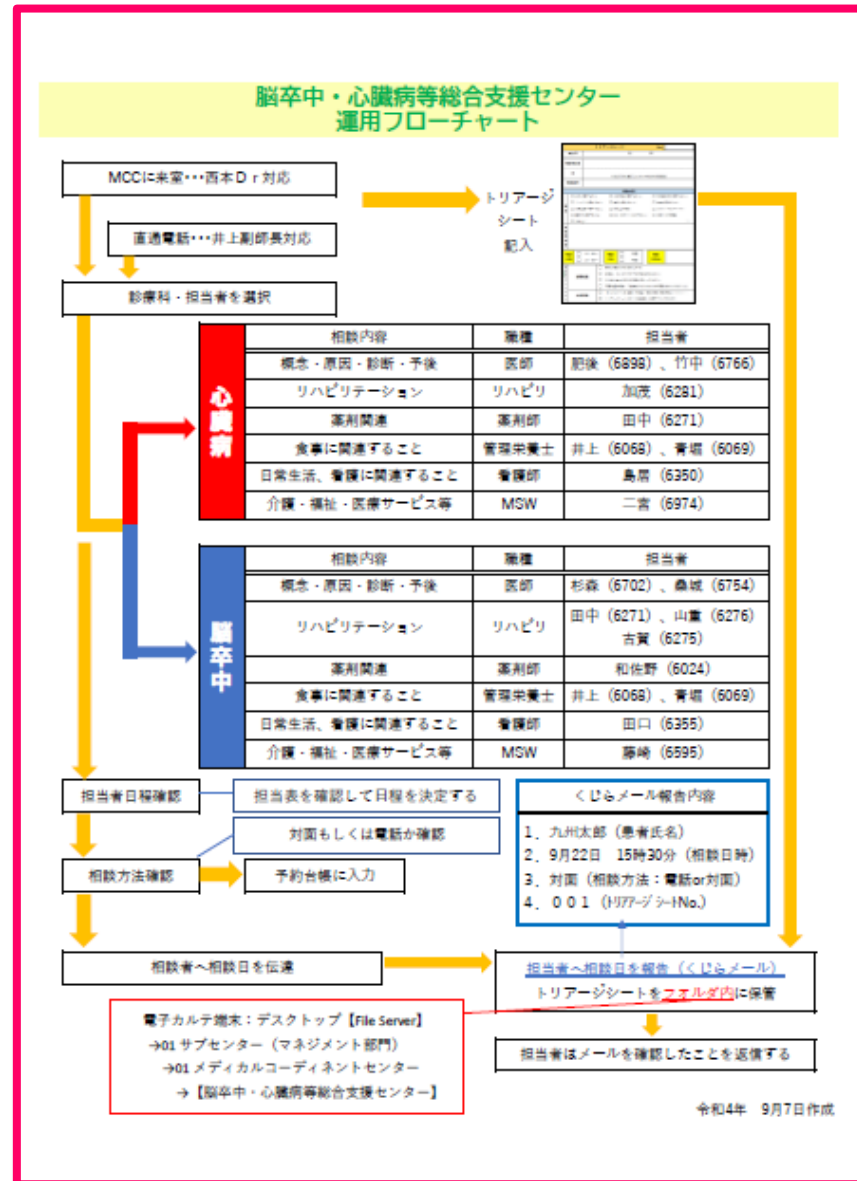 脳卒中・心臓病等総合支援センター
運用フローチャート
MCCに来室・・・西本Ｄｒ対応
トリアージ
シート
記入
直通電話・・・井上副師長対応
診療科・担当者を選択
心臓病
相談内容 職種 担当者
概念・原因・診断・予後 医師 肥後（6898）、竹中（6766）
リハビリテーション リハビリ 加茂（6281）
薬剤関連 薬剤師 田中（6271）
食事に関連すること 管理栄養士 井上（6068）、青堀（6069）
日常生活、看護に関連すること 看護師 島居（6350）
介護・福祉・医療サービス等 MSW 二宮（6974）
脳卒中
相談内容 職種 担当者
概念・原因・診断・予後 医師 杉森（6702）、桑城（6754）
リハビリテーション リハビリ 田中（6271）、山重（6276）
古賀（6275）
薬剤関連 薬剤師 和佐野（6024）
食事に関連すること 管理栄養士 井上（6068）、青堀（6069）
日常生活、看護に関連すること 看護師 田口（6355）
介護・福祉・医療サービス等 MSW 藤崎（6595）
担当者日程確認
担当表を確認して日程を決定する
対面もしくは電話か確認
相談方法確認
予約台帳に入力
くじらメール報告内容
1．九州太郎（患者氏名）
2．9月22日 15時30分（相談日時）
3．対面（相談方法：電話or対面）
4．００１（ﾄﾘｱｱｰｼﾞｼｰﾄNo.）
相談者へ相談日を伝達
担当者へ相談日を報告（くじらメール）
トリアージシートをフォルダ内に保管
電子カルテ端末：デスクトップ【File Server】
→01 サブセンター（マネジメント部門）
→01 メディカルコーディネントセンター
→【脳卒中・心臓病等総合支援センター】
担当者はメールを確認したことを返信する
令和4年 9月7日作成